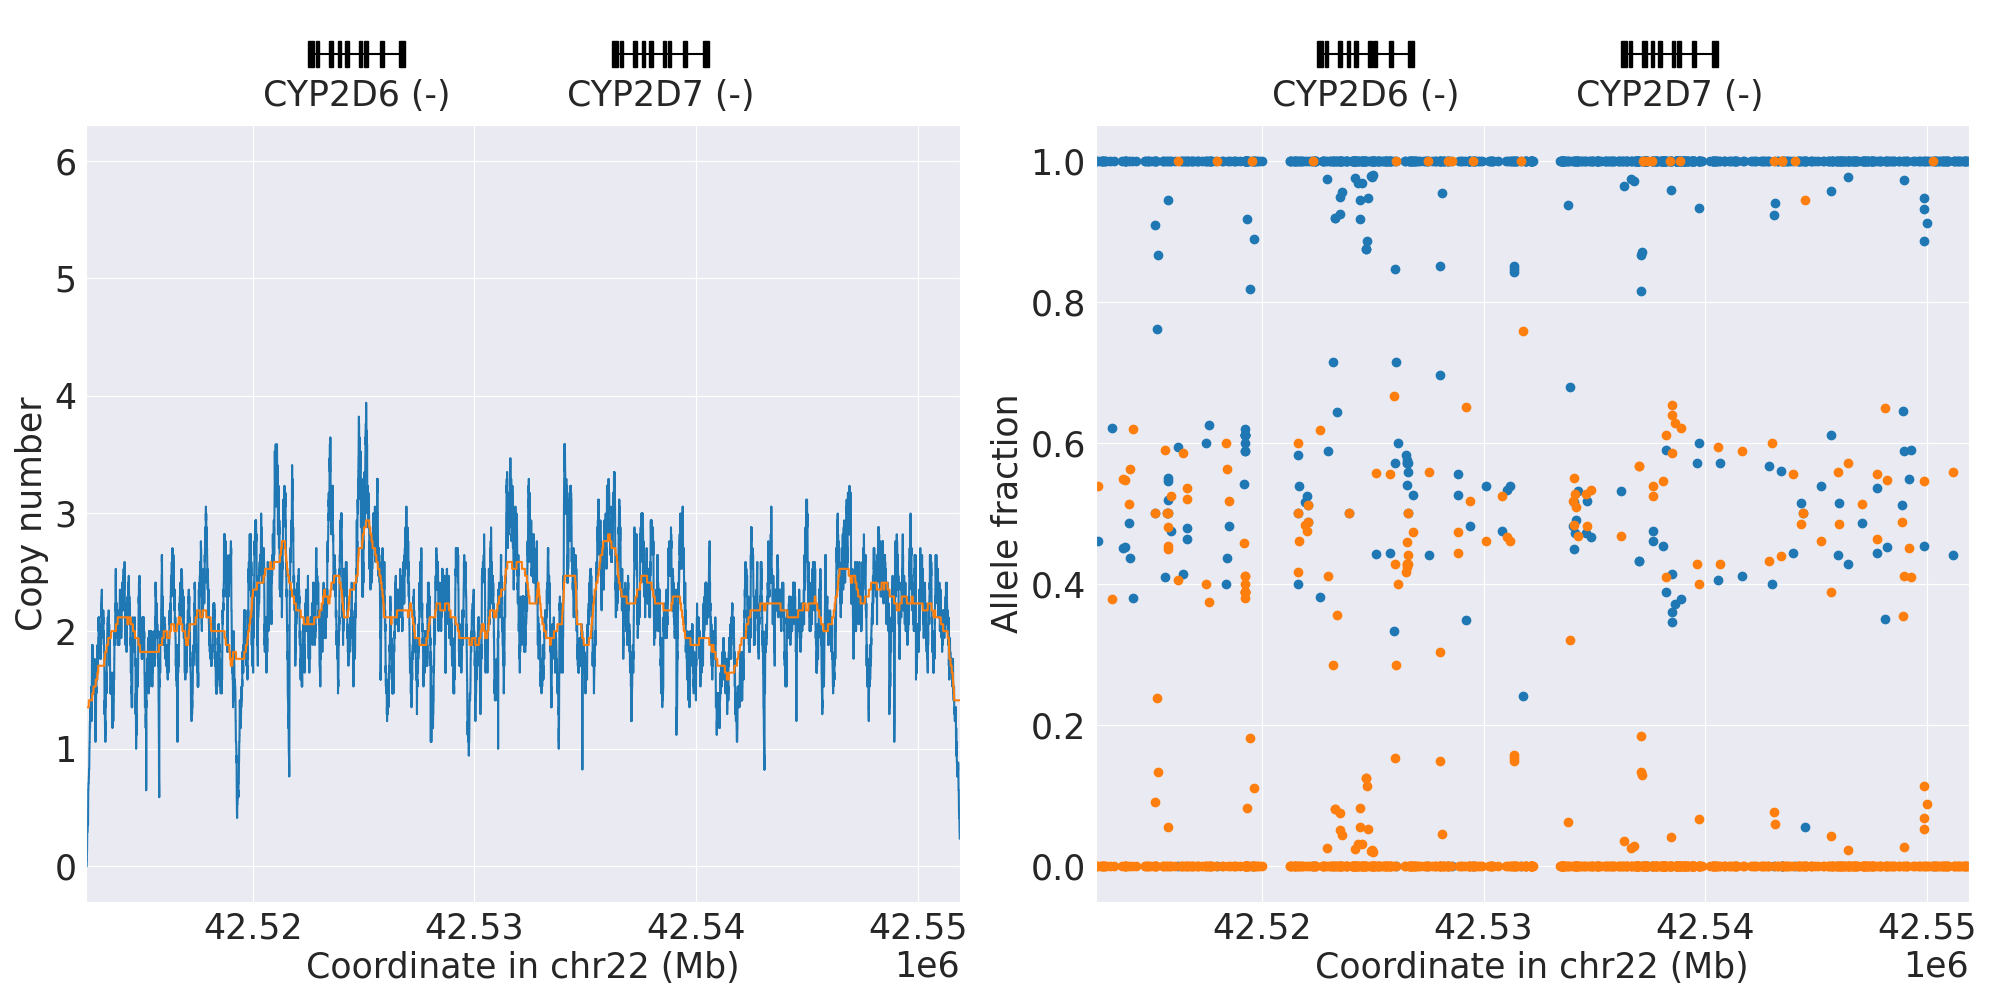 CYP2D6 (-) CYP2D7 (-)
6
5
4
3
2
1
0
Copy number
42.52 42.53 42.54 42.55
Coordinate in chr22 (Mb) 1e6
CYP2D6 (-) CYP2D7 (-)
1.0
0.8
0.6
0.4
0.2
0.0
Allele fraction
42.52 42.53 42.54 42.55
Coordinate in chr22 (Mb) 1e6